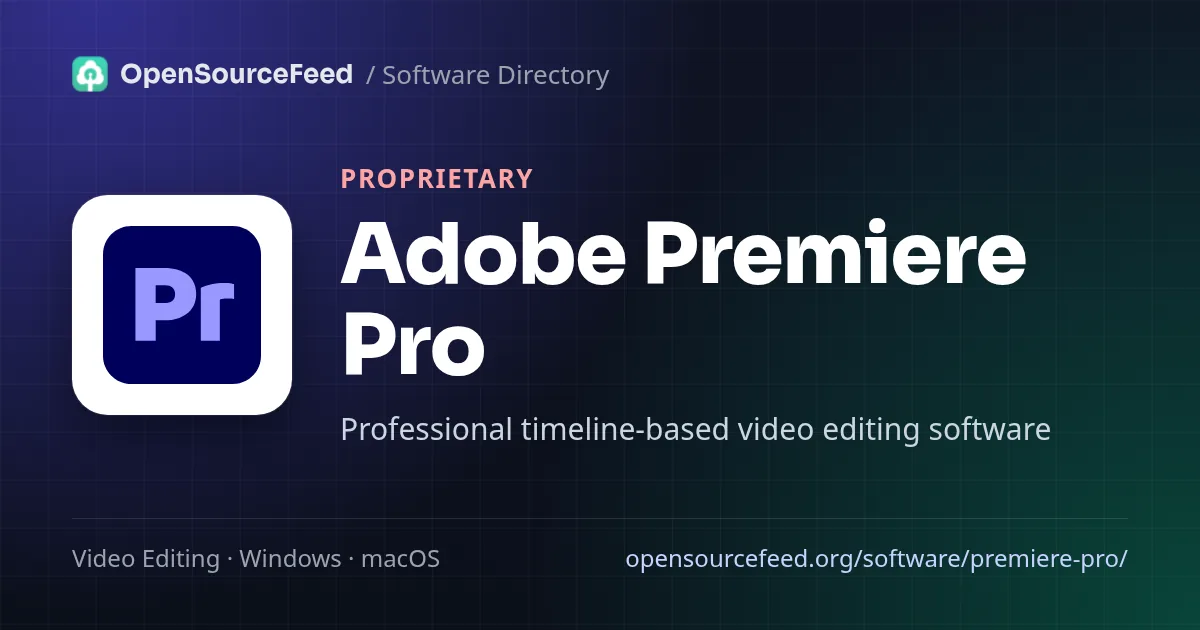 OpenSourceFeed / Software Directory
PROPRIETARY
Pr
Adobe Premiere
Pro
Professional timeline-based video editing software
Video Editing · Windows · macOS
opensourcefeed.org/software/premiere-pro/